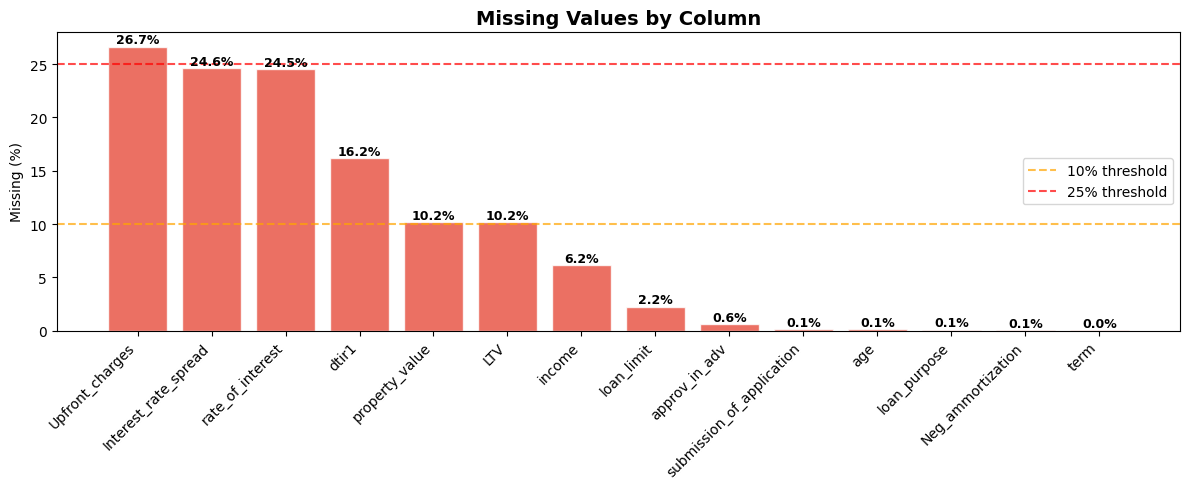 Missing Values by Column
Missing (%)
25
20
15
10
5
0
26.7%
24.6%
24.5%
16.2%
10.2%
10.2%
6.2%
2.2%
0.6%
0.1%
0.1%
0.1%
0.1%
0.0%
10% threshold
25% threshold
Upfront_charges
Interest_rate_spread
rate_of_interest
dtir1
property_value
LTV
income
loan_limit
approv_in_adv
submission_of_application
age
loan_purpose
Neg_ammortization
term